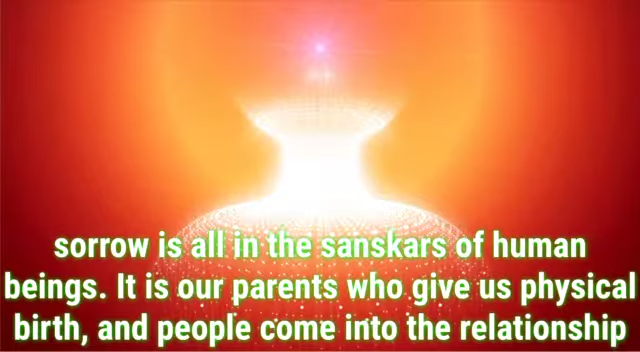 sorrow is all in the sanskars of human
beings. It is our parents who give us physical
birth, and people come into the relationship